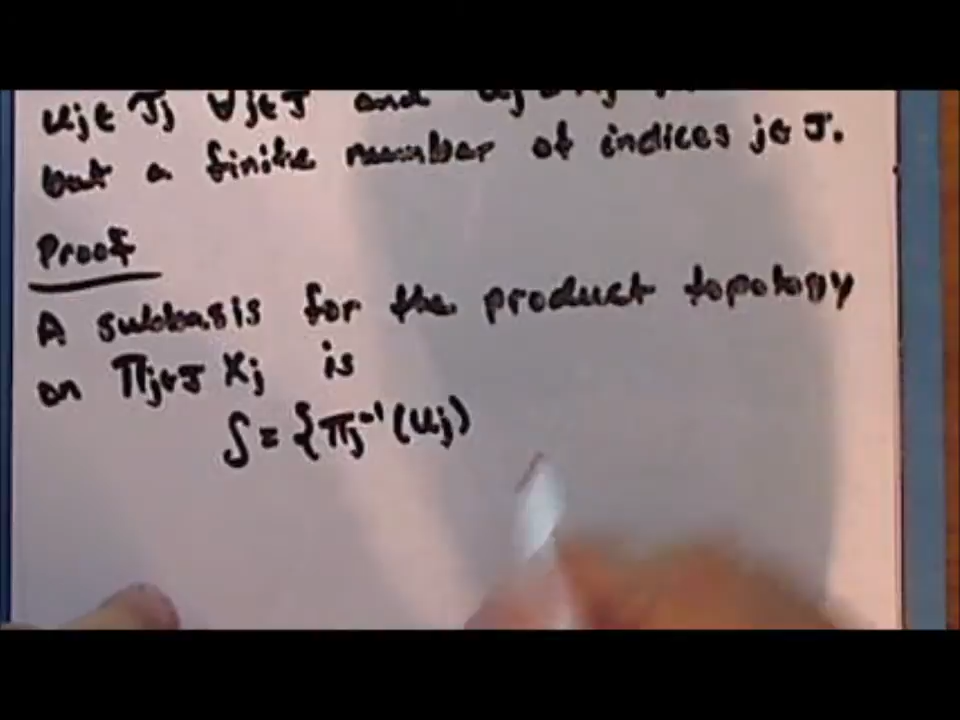 Uj ∈ Tj ∀j∈J and
but a finite number of indices j∈J.
Proof
A subbasis for the product topology
on Πj∈J Xj is
S = {πj⁻¹(Uj)